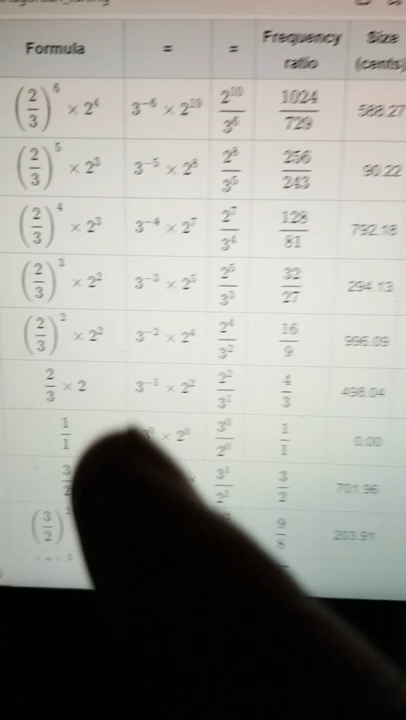 Formula = = Frequency ratio Size (cents)
(2/3)^6 × 2^4 3^-6 × 2^10 2^10/3^6 1024/729 588.27
(2/3)^5 × 2^3 3^-5 × 2^8 2^8/3^5 256/243 90.22
(2/3)^4 × 2^3 3^-4 × 2^7 2^7/3^4 128/81 792.18
(2/3)^3 × 2^2 3^-3 × 2^5 2^5/3^3 32/27 294.13
(2/3)^2 × 2^2 3^-2 × 2^4 2^4/3^2 16/9 996.09
2/3 × 2 3^-1 × 2^2 2^2/3^1 4/3 498.04
1/1 × 2^0 3^0/2^0 1/1 0.00
3/2 3^1/2^1 3/2 701.96
(3/2) 9/8 203.91